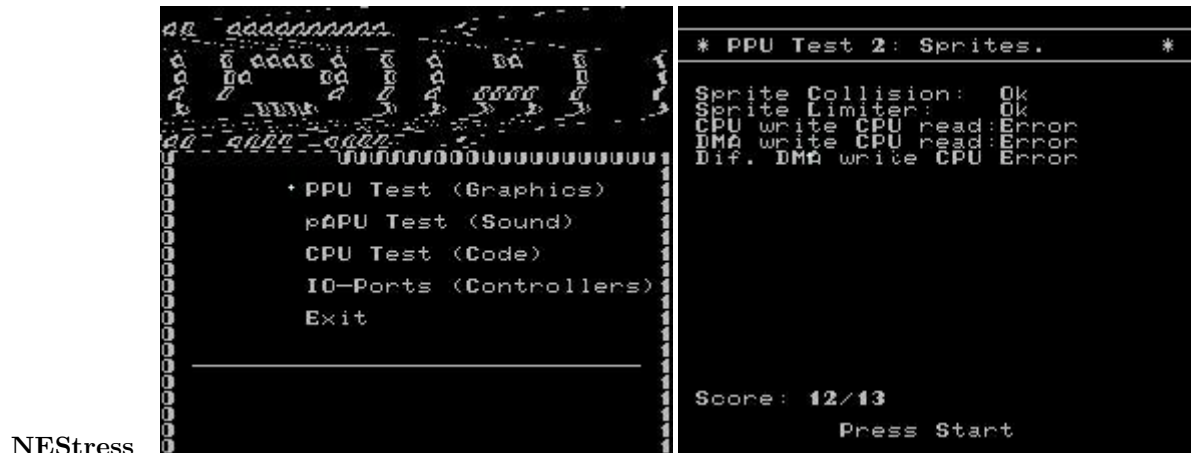 PPU Test (Graphics)
pAPU Test (Sound)
CPU Test (Code)
IO-Ports (Controllers)
Exit
* PPU Test 2: Sprites. *
Sprite Collision: Ok
Sprite Limiter: Ok
CPU write CPU read:Error
DMA write CPU read:Error
Dif. DMA write CPU Error
Score: 12/13
Press Start
NEStress